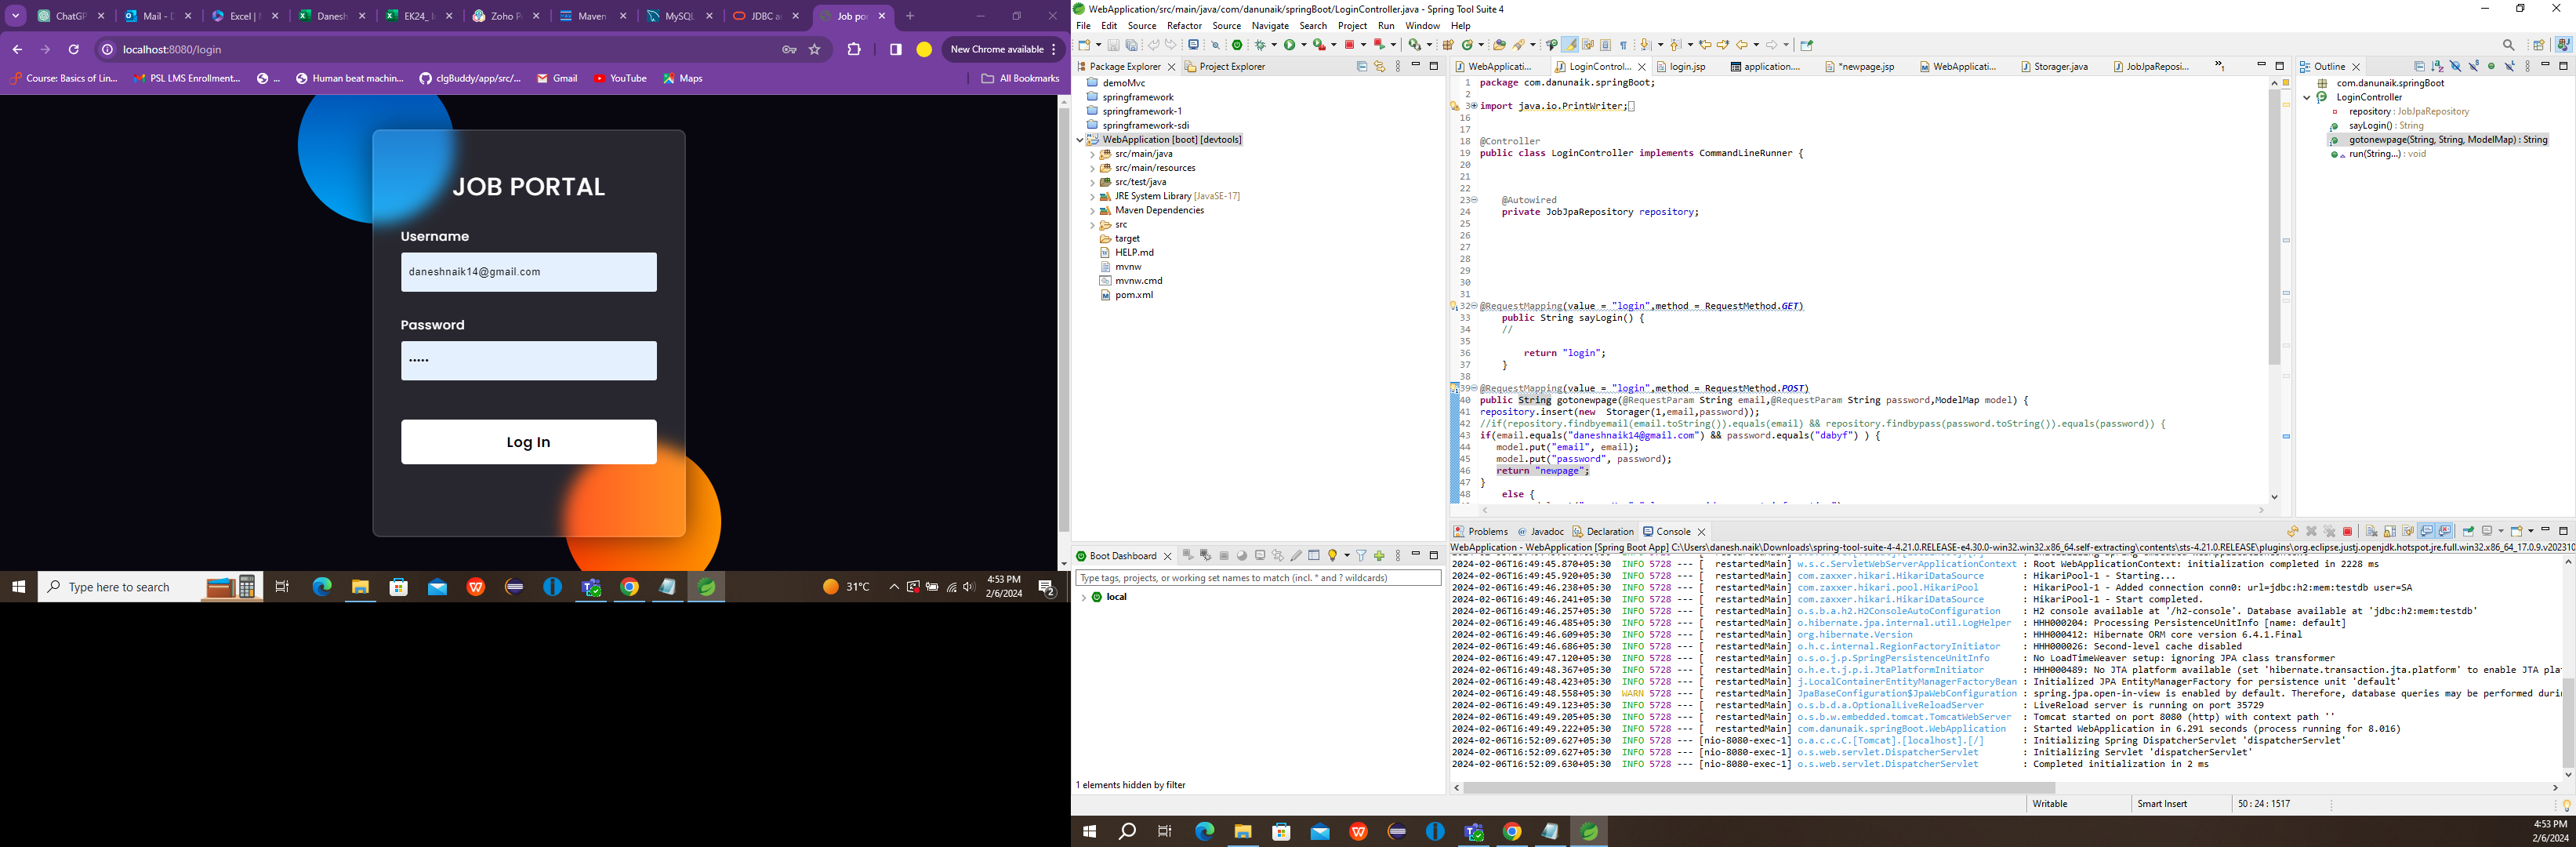 ChatGP
Mail - D
Excel |
Danesh
EK24_
Zoho P
Maven
MySQL
JDBC a
Job po
localhost:8080/login
New Chrome available
Course: Basics of Lin...
PSL LMS Enrollment...
...
Human beat machin...
clgBuddy/app/src/...
Gmail
YouTube
Maps
All Bookmarks
JOB PORTAL
Username
daneshnaik14@gmail.com
Password
•••••
Log In
Type here to search
31°C
4:53 PM
2/6/2024
2
WebApplication/src/main/java/com/danunaik/springBoot/LoginController.java - Spring Tool Suite 4
File Edit Source Refactor Source Navigate Search Project Run Window Help
Package Explorer
Project Explorer
demoMvc
springframework
springframework-1
springframework-sdi
WebApplication [boot] [devtools]
src/main/java
src/main/resources
src/test/java
JRE System Library [JavaSE-17]
Maven Dependencies
src
target
HELP.md
mvnw
mvnw.cmd
pom.xml
Boot Dashboard
Type tags, projects, or working set names to match (incl. * and ? wildcards)
local
1 elements hidden by filter
WebApplicati...
LoginControl...
login.jsp
application....
*newpage.jsp
WebApplicati...
Storager.java
JobJpaReposi...
1 package com.danunaik.springBoot;
2
3 import java.io.PrintWriter;
16
17
18 @Controller
19 public class LoginController implements CommandLineRunner {
20
21
22
23 @Autowired
24 private JobJpaRepository repository;
25
26
27
28
29
30
31
32 @RequestMapping(value = "login",method = RequestMethod.GET)
33 public String sayLogin() {
34 //
35
36 return "login";
37 }
38
39 @RequestMapping(value = "login",method = RequestMethod.POST)
40 public String gotonewpage(@RequestParam String email,@RequestParam String password,ModelMap model) {
41 repository.insert(new Storager(1,email,password));
42 //if(repository.findbyemail(email.toString()).equals(email) && repository.findbypass(password.toString()).equals(password)) {
43 if(email.equals("daneshnaik14@gmail.com") && password.equals("dabyf") ) {
44 model.put("email", email);
45 model.put("password", password);
46 return "newpage";
47 }
48 else {
Outline
com.danunaik.springBoot
LoginController
repository : JobJpaRepository
sayLogin() : String
gotonewpage(String, String, ModelMap) : String
run(String...) : void
Problems
Javadoc
Declaration
Console
WebApplication - WebApplication [Spring Boot App] C:\Users\danesh.naik\Downloads\spring-tool-suite-4-4.21.0.RELEASE-e4.30.0-win32.win32.x86_64.self-extracting\contents\sts-4.21.0.RELEASE\plugins\org.eclipse.justj.openjdk.hotspot.jre.full.win32.x86_64_17.0.9.v202310
2024-02-06T16:49:45.870+05:30 INFO 5728 --- [ restartedMain] w.s.c.ServletWebServerApplicationContext : Root WebApplicationContext: initialization completed in 2228 ms
2024-02-06T16:49:45.920+05:30 INFO 5728 --- [ restartedMain] com.zaxxer.hikari.HikariDataSource : HikariPool-1 - Starting...
2024-02-06T16:49:46.238+05:30 INFO 5728 --- [ restartedMain] com.zaxxer.hikari.pool.HikariPool : HikariPool-1 - Added connection conn0: url=jdbc:h2:mem:testdb user=SA
2024-02-06T16:49:46.241+05:30 INFO 5728 --- [ restartedMain] com.zaxxer.hikari.HikariDataSource : HikariPool-1 - Start completed.
2024-02-06T16:49:46.257+05:30 INFO 5728 --- [ restartedMain] o.s.b.a.h2.H2ConsoleAutoConfiguration : H2 console available at '/h2-console'. Database available at 'jdbc:h2:mem:testdb'
2024-02-06T16:49:46.485+05:30 INFO 5728 --- [ restartedMain] o.hibernate.jpa.internal.util.LogHelper : HHH000204: Processing PersistenceUnitInfo [name: default]
2024-02-06T16:49:46.609+05:30 INFO 5728 --- [ restartedMain] org.hibernate.Version : HHH000412: Hibernate ORM core version 6.4.1.Final
2024-02-06T16:49:46.686+05:30 INFO 5728 --- [ restartedMain] o.h.c.internal.RegionFactoryInitiator : HHH000026: Second-level cache disabled
2024-02-06T16:49:47.120+05:30 INFO 5728 --- [ restartedMain] o.s.o.j.p.SpringPersistenceUnitInfo : No LoadTimeWeaver setup: ignoring JPA class transformer
2024-02-06T16:49:48.367+05:30 INFO 5728 --- [ restartedMain] o.h.e.t.j.p.i.JtaPlatformInitiator : HHH000489: No JTA platform available (set 'hibernate.transaction.jta.platform' to enable JTA pla
2024-02-06T16:49:48.423+05:30 INFO 5728 --- [ restartedMain] j.LocalContainerEntityManagerFactoryBean : Initialized JPA EntityManagerFactory for persistence unit 'default'
2024-02-06T16:49:48.558+05:30 WARN 5728 --- [ restartedMain] JpaBaseConfiguration$JpaWebConfiguration : spring.jpa.open-in-view is enabled by default. Therefore, database queries may be performed durin
2024-02-06T16:49:49.123+05:30 INFO 5728 --- [ restartedMain] o.s.b.d.a.OptionalLiveReloadServer : LiveReload server is running on port 35729
2024-02-06T16:49:49.205+05:30 INFO 5728 --- [ restartedMain] o.s.b.w.embedded.tomcat.TomcatWebServer : Tomcat started on port 8080 (http) with context path ''
2024-02-06T16:49:49.222+05:30 INFO 5728 --- [ restartedMain] com.danunaik.springBoot.WebApplication : Started WebApplication in 6.291 seconds (process running for 8.016)
2024-02-06T16:52:09.627+05:30 INFO 5728 --- [nio-8080-exec-1] o.a.c.c.C.[Tomcat].[localhost].[/] : Initializing Spring DispatcherServlet 'dispatcherServlet'
2024-02-06T16:52:09.627+05:30 INFO 5728 --- [nio-8080-exec-1] o.s.web.servlet.DispatcherServlet : Initializing Servlet 'dispatcherServlet'
2024-02-06T16:52:09.630+05:30 INFO 5728 --- [nio-8080-exec-1] o.s.web.servlet.DispatcherServlet : Completed initialization in 2 ms
Writable
Smart Insert
50 : 24 : 1517
4:53 PM
2/6/2024